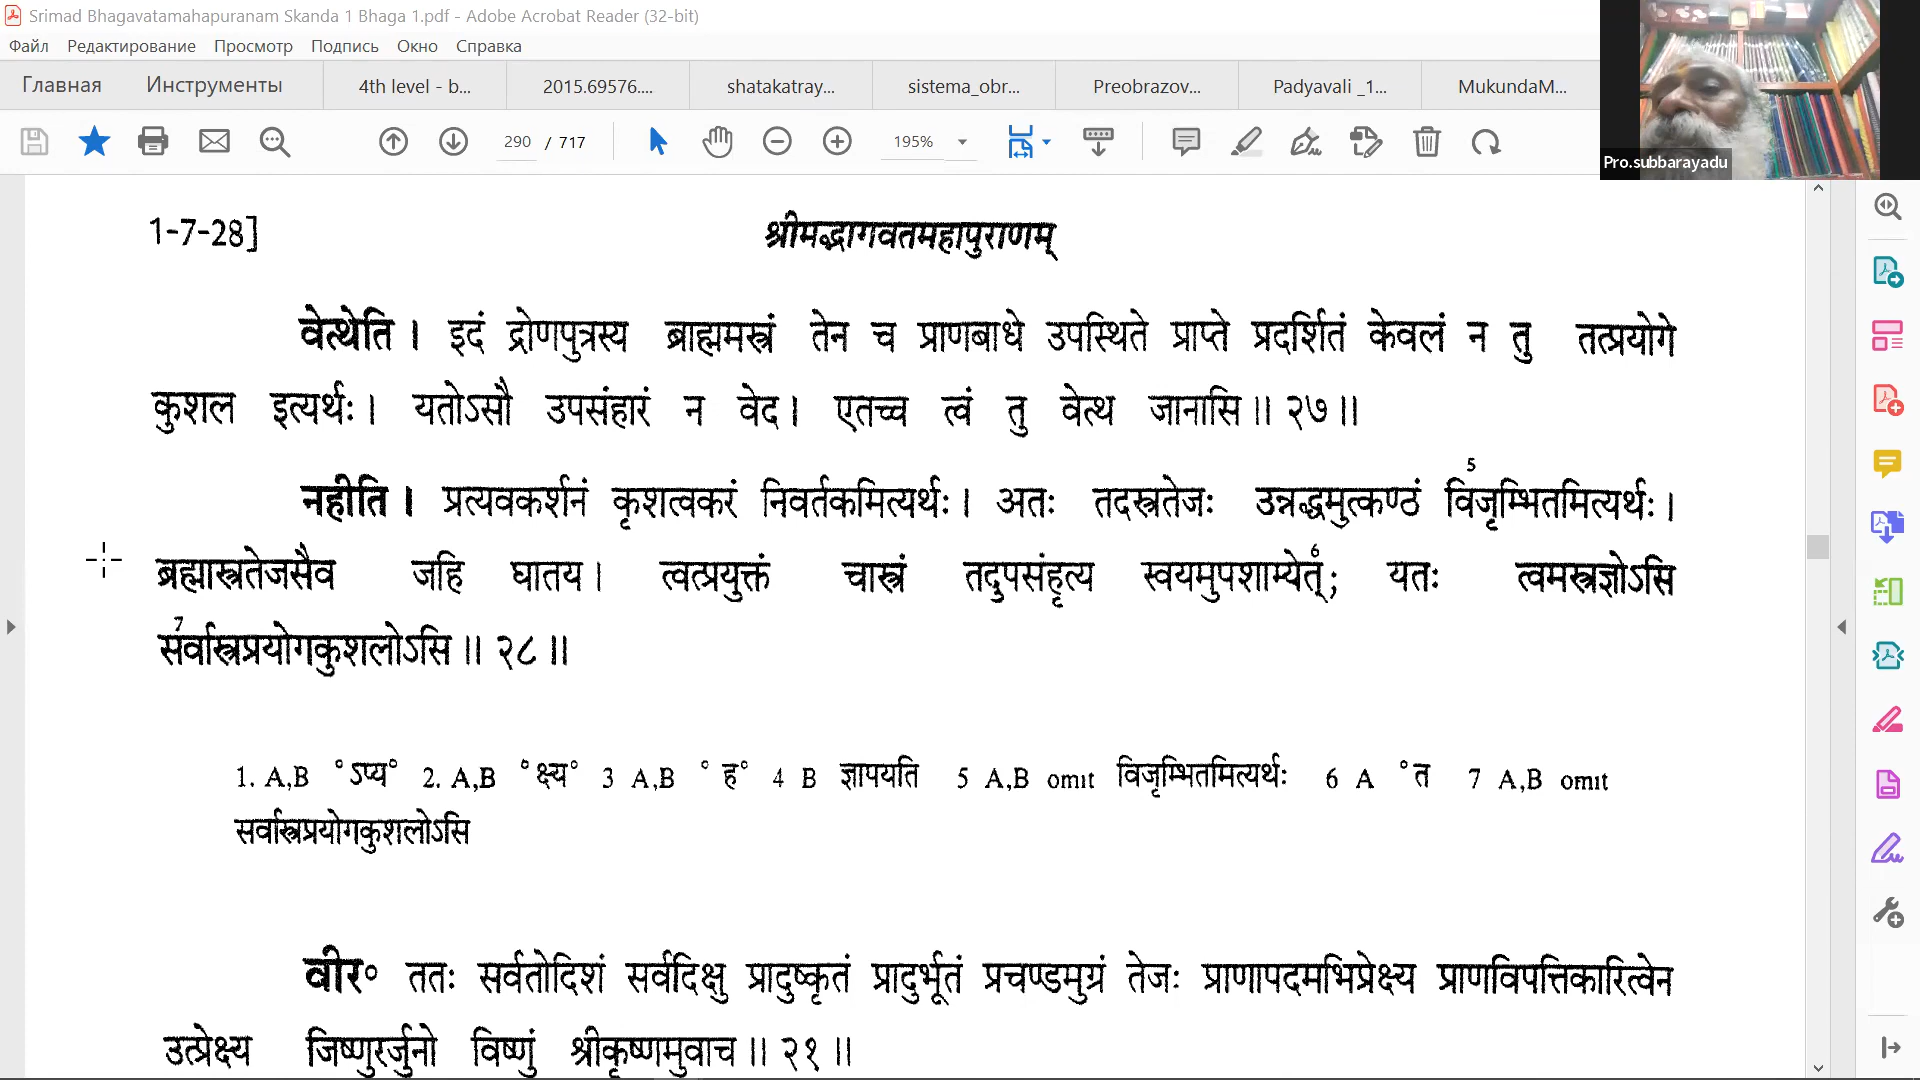 Srimad Bhagavatamahapuranam Skanda 1 Bhaga 1.pdf - Adobe Acrobat Reader (32-bit)
Файл Редактирование Просмотр Подпись Окно Справка
Главная Инструменты 4th level - b... 2015.69576.... shatakatray... sistema_obr... Preobrazov... Padyavali _1... MukundaM...
290 / 717 195%
Pro.subbarayadu
1-7-28] श्रीमद्भागवतमहापुराणम्
वेत्थेति । इदं द्रोणपुत्रस्य ब्राह्ममस्त्रं तेन च प्राणबाधे उपस्थिते प्राप्ते प्रदर्शितं केवलं न तु तत्प्रयोगे
कुशल इत्यर्थः । यतोऽसौ उपसंहारं न वेद । एतच्च त्वं तु वेत्थ जानासि ॥ २७ ॥
नहीति । प्रत्यवकर्शनं कृशत्वकरं निवर्तकमित्यर्थः । अतः तदस्त्रतेजः उन्नद्धमुत्कण्ठं 5विजृम्भितमित्यर्थः ।
ब्रह्मास्त्रतेजसैव जहि घातय । त्वत्प्रयुक्तं चास्त्रं तदुपसंहृत्य स्वयमुपशाम्येत्6; यतः त्वमस्त्रज्ञोऽसि
7सर्वास्त्रप्रयोगकुशलोऽसि ॥ २८ ॥
1. A,B °ऽप्य° 2. A,B °क्ष्य° 3 A,B °ह° 4 B ज्ञापयति 5 A,B omit विजृम्भितमित्यर्थः 6 A °त 7 A,B omit
सर्वास्त्रप्रयोगकुशलोऽसि
वीर॰ ततः सर्वतोदिशं सर्वदिक्षु प्रादुष्कृतं प्रादुर्भूतं प्रचण्डमुग्रं तेजः प्राणापदमभिप्रेक्ष्य प्राणविपत्तिकारित्वेन
उत्प्रेक्ष्य जिष्णुरर्जुनो विष्णुं श्रीकृष्णमुवाच ॥ २१ ॥